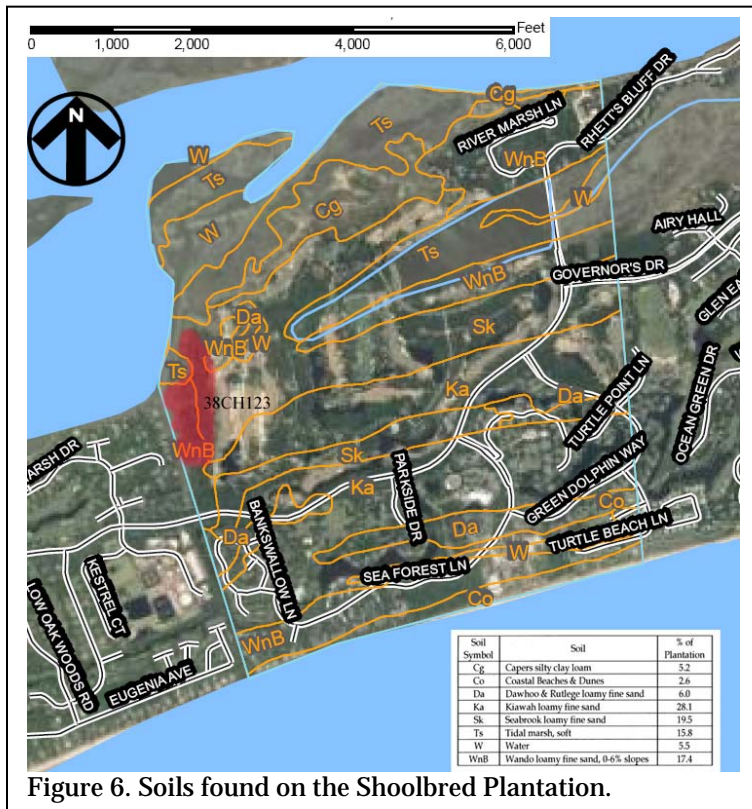 Feet
0 1,000 2,000 4,000 6,000
N
Cg
RIVER MARSH LN
RHETT'S BLUFF DR
Ts
W
WnB
Ts
Cg
W
W
AIRY HALL
Ts
GOVERNOR'S DR
WnB
Da
Sk
WnB
W
Ts
38CH123
Ka
Da
TURTLE POINT LN
OCEAN GREEN DR
WnB
Sk
ARSH DR
Ka
PARKSIDE DR
GREEN DOLPHIN WAY
Da
BANKSWALLOW LN
Da
Co
W
TURTLE BEACH LN
KESTREL CT
SEA FOREST LN
Co
LOW OAK WOODS RD
WnB
EUGENIA AVE
Soil Symbol Soil % of Plantation
Cg Capers silty clay loam 5.2
Co Coastal Beaches & Dunes 2.6
Da Dawhoo & Rutlege loamy fine sand 6.0
Ka Kiawah loamy fine sand 28.1
Sk Seabrook loamy fine sand 19.5
Ts Tidal marsh, soft 15.8
W Water 5.5
WnB Wando loamy fine sand, 0-6% slopes 17.4
Figure 6. Soils found on the Shoolbred Plantation.